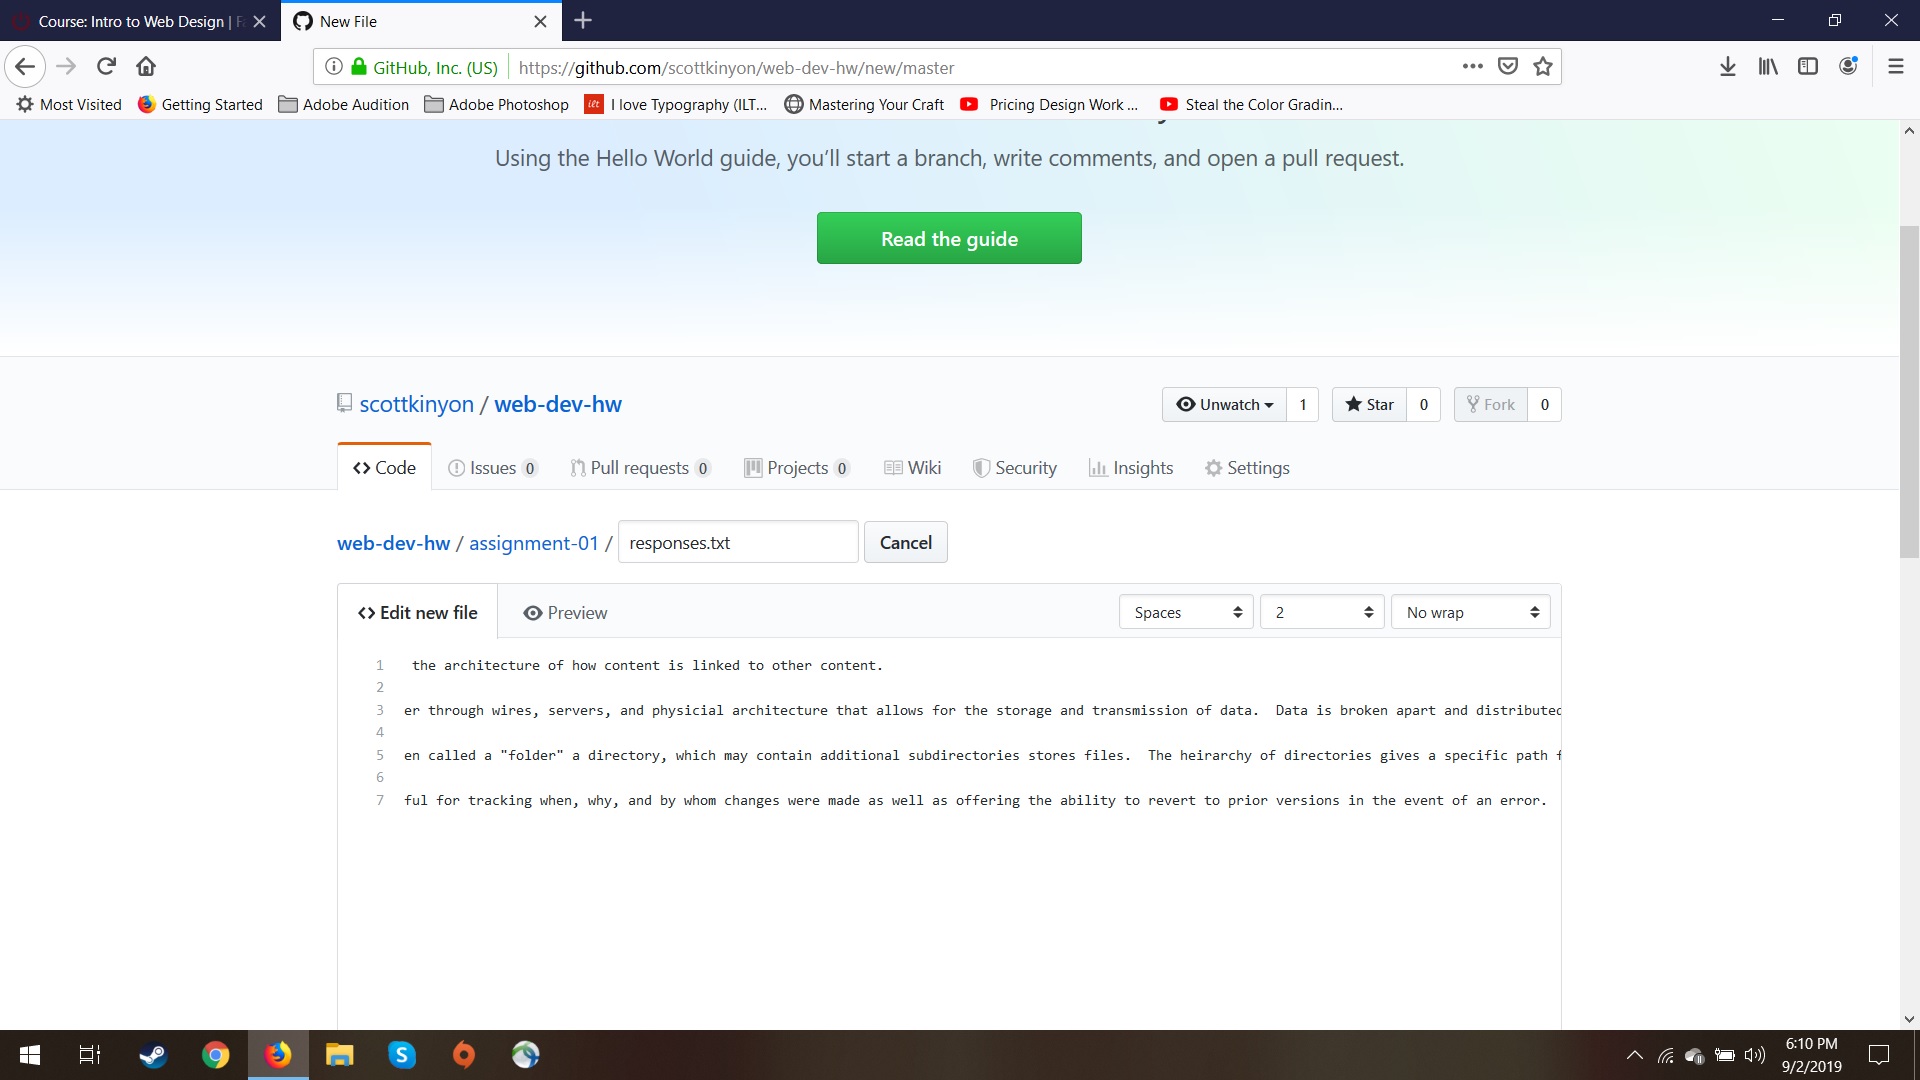 Course: Intro to Web Design |
New File
GitHub, Inc. (US)
https://github.com/scottkinyon/web-dev-hw/new/master
Most Visited
Getting Started
Adobe Audition
Adobe Photoshop
ilt
I love Typography (ILT...
Mastering Your Craft
Pricing Design Work ...
Steal the Color Gradin...
Using the Hello World guide, you’ll start a branch, write comments, and open a pull request.
Read the guide
scottkinyon / web-dev-hw
Unwatch 1
Star 0
Fork 0
Code
Issues 0
Pull requests 0
Projects 0
Wiki
Security
Insights
Settings
web-dev-hw / assignment-01 / responses.txt
Cancel
Edit new file
Preview
Spaces
2
No wrap
1 the architecture of how content is linked to other content.
2
3 er through wires, servers, and physicial architecture that allows for the storage and transmission of data.  Data is broken apart and distributed
4
5 en called a "folder" a directory, which may contain additional subdirectories stores files.  The heirarchy of directories gives a specific path f
6
7 ful for tracking when, why, and by whom changes were made as well as offering the ability to revert to prior versions in the event of an error.
6:10 PM
9/2/2019